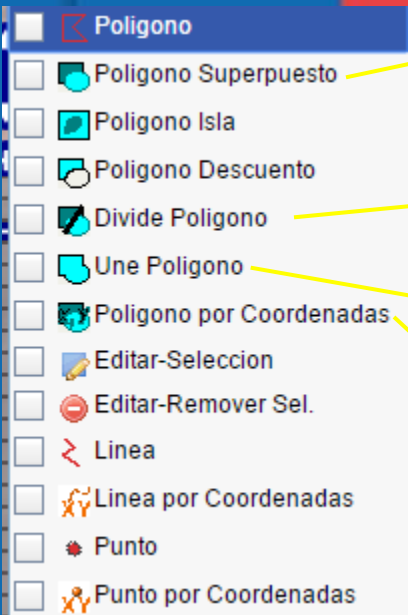 Poligono
Poligono Superpuesto
Poligono Isla
Poligono Descuento
Divide Poligono
Une Poligono
Poligono por Coordenadas
Editar-Seleccion
Editar-Remover Sel.
Linea
Linea por Coordenadas
Punto
Punto por Coordenadas